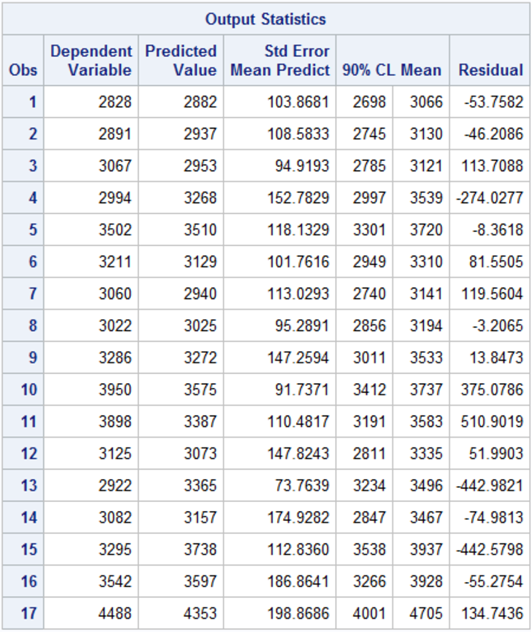 Output Statistics
Obs Dependent Variable Predicted Value Std Error Mean Predict 90% CL Mean Residual
1 2828 2882 103.8681 2698 3066 -53.7582
2 2891 2937 108.5833 2745 3130 -46.2086
3 3067 2953 94.9193 2785 3121 113.7088
4 2994 3268 152.7829 2997 3539 -274.0277
5 3502 3510 118.1329 3301 3720 -8.3618
6 3211 3129 101.7616 2949 3310 81.5505
7 3060 2940 113.0293 2740 3141 119.5604
8 3022 3025 95.2891 2856 3194 -3.2065
9 3286 3272 147.2594 3011 3533 13.8473
10 3950 3575 91.7371 3412 3737 375.0786
11 3898 3387 110.4817 3191 3583 510.9019
12 3125 3073 147.8243 2811 3335 51.9903
13 2922 3365 73.7639 3234 3496 -442.9821
14 3082 3157 174.9282 2847 3467 -74.9813
15 3295 3738 112.8360 3538 3937 -442.5798
16 3542 3597 186.8641 3266 3928 -55.2754
17 4488 4353 198.8686 4001 4705 134.7436